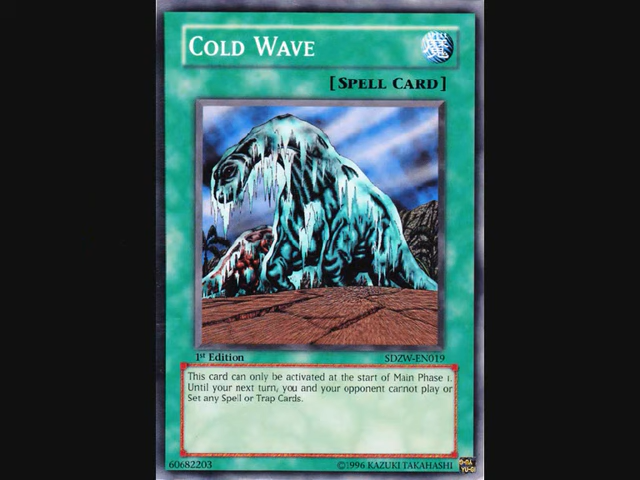 COLD WAVE
魔
[SPELL CARD]
1st Edition
SDZW-EN019
This card can only be activated at the start of Main Phase 1.
Until your next turn, you and your opponent cannot play or
Set any Spell or Trap Cards.
60682203
©1996 KAZUKI TAKAHASHI